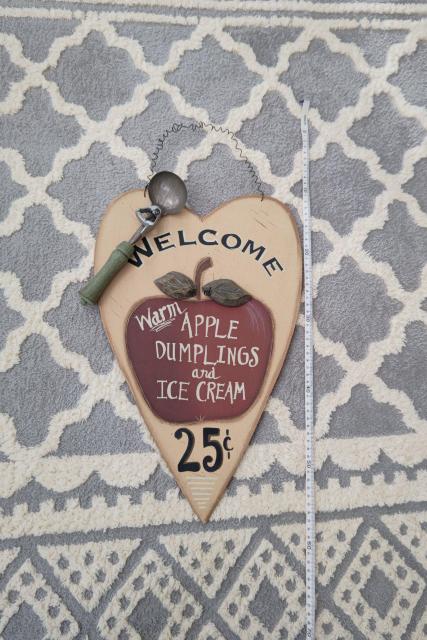 WELCOME
Warm
APPLE
DUMPLINGS
and
ICE CREAM
25¢